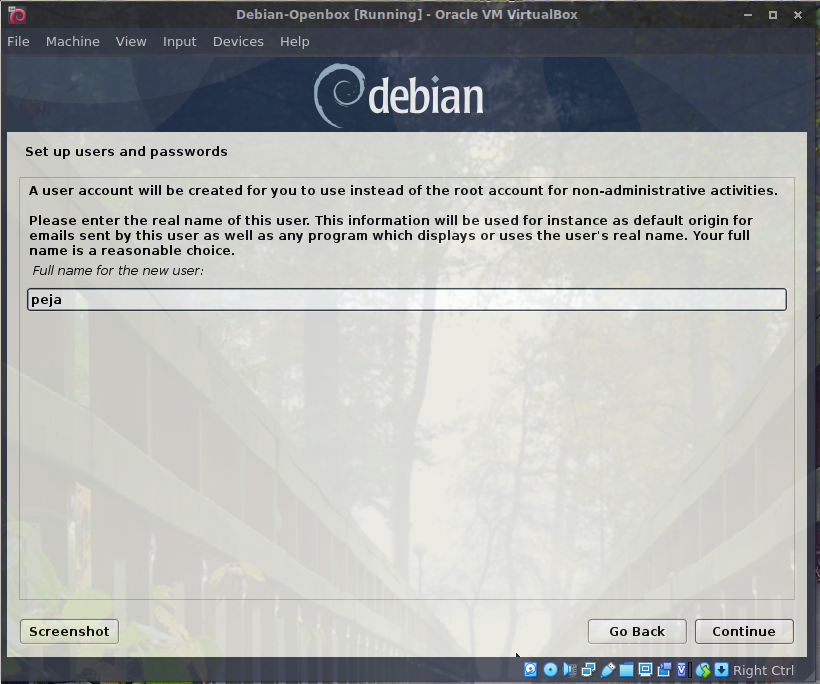 Debian-Openbox [Running] - Oracle VM VirtualBox
File Machine View Input Devices Help
debian
Set up users and passwords
A user account will be created for you to use instead of the root account for non-administrative activities.
Please enter the real name of this user. This information will be used for instance as default origin for
emails sent by this user as well as any program which displays or uses the user's real name. Your full
name is a reasonable choice.
Full name for the new user:
peja
Screenshot Go Back Continue
Right Ctrl